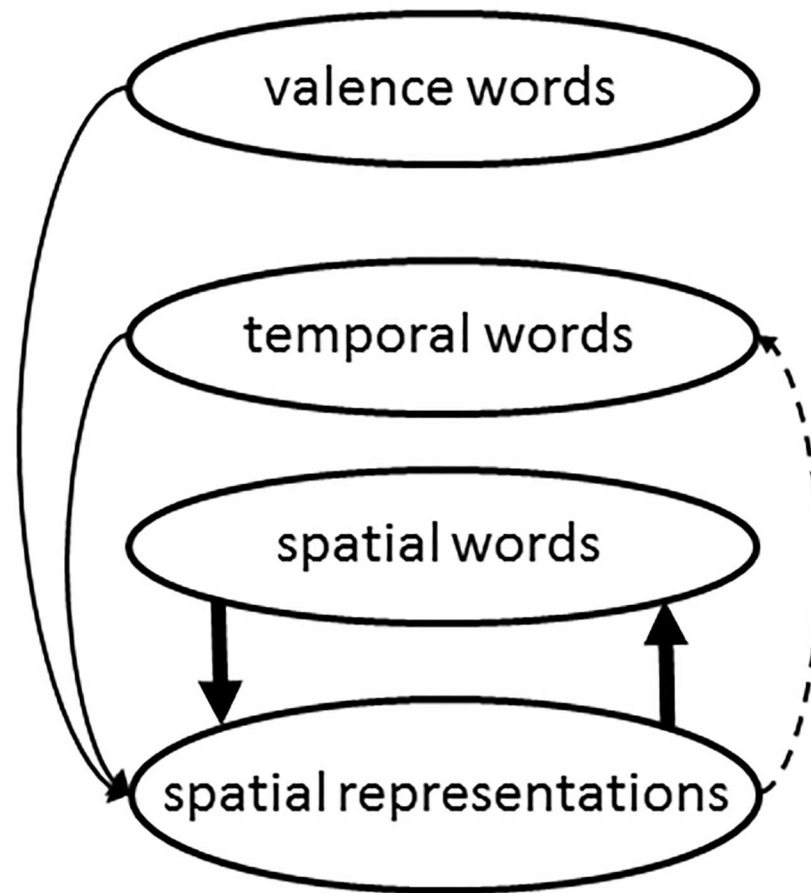 valence words
temporal words
spatial words
spatial representations